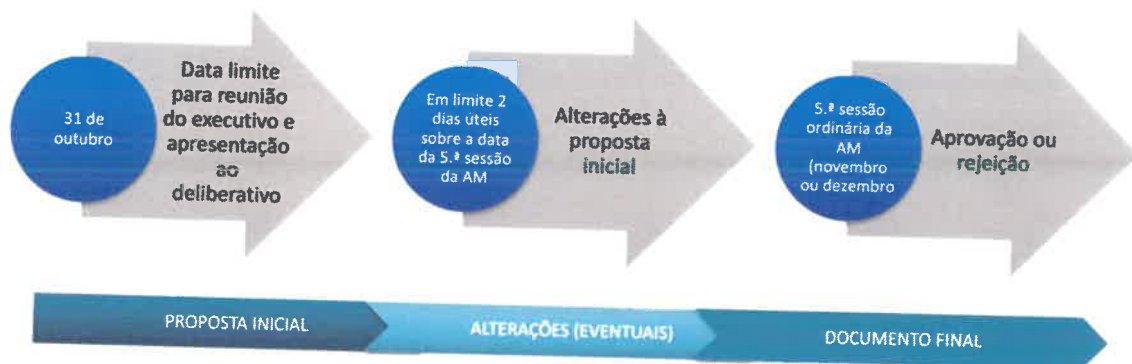 31 de
outubro
Data limite
para reunião
do executivo e
apresentação
ao
deliberativo
Em limite 2
dias úteis
sobre a data
da 5.ª sessão
da AM
Alterações à
proposta
inicial
5.ª sessão
ordinária da
AM
(novembro
ou dezembro
Aprovação ou
rejeição
PROPOSTA INICIAL
ALTERAÇÕES (EVENTUAIS)
DOCUMENTO FINAL